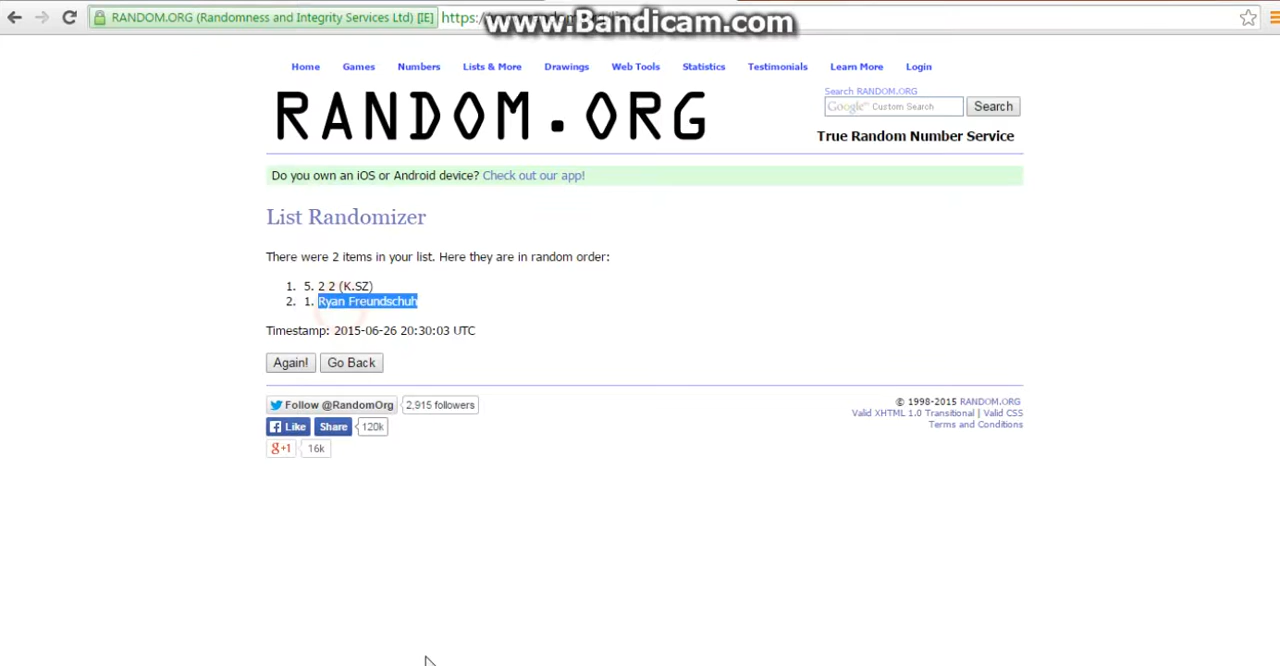 RANDOM.ORG (Randomness and Integrity Services Ltd) [IE] https:/
www.Bandicam.com
Home Games Numbers Lists & More Drawings Web Tools Statistics Testimonials Learn More Login
RANDOM.ORG
Search RANDOM.ORG
Google™ Custom Search Search
True Random Number Service
Do you own an iOS or Android device? Check out our app!
List Randomizer
There were 2 items in your list. Here they are in random order:
1. 5. 2 2 (K.SZ)
2. 1. Ryan Freundschuh
Timestamp: 2015-06-26 20:30:03 UTC
Again! Go Back
Follow @RandomOrg 2,915 followers
Like Share 120k
g+1 16k
© 1998-2015 RANDOM.ORG
Valid XHTML 1.0 Transitional | Valid CSS
Terms and Conditions